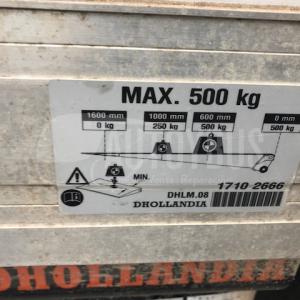 MAX. 500 kg
1600 mm 1000 mm 600 mm 0 mm
0 kg 250 kg 500 kg 500 kg
MIN.
1710-2666
DHLM.08
DHOLLANDIA
DHOLLANDIA